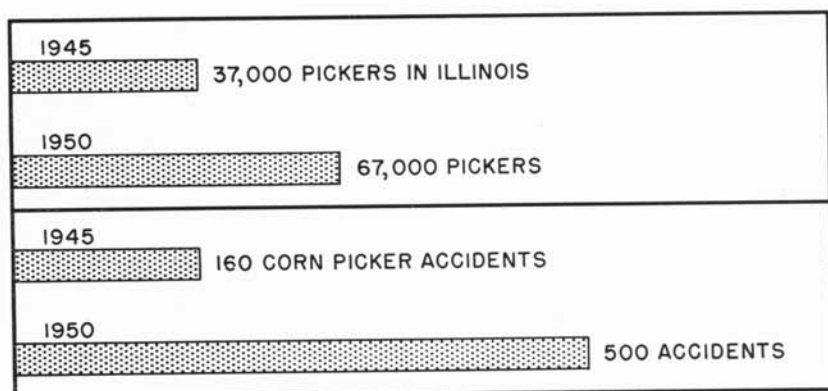 1945
37,000 PICKERS IN ILLINOIS
1950
67,000 PICKERS
1945
160 CORN PICKER ACCIDENTS
1950
500 ACCIDENTS